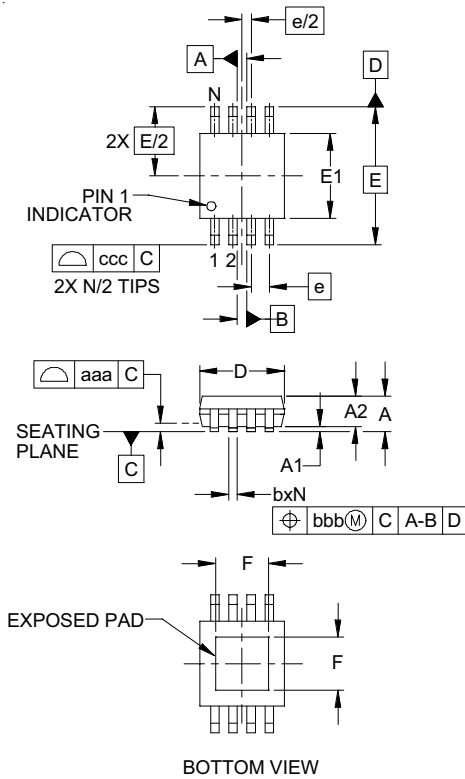 e/2
A
D
N
2X E/2
E1
E
PIN 1
INDICATOR
ccc C
1 2
e
2X N/2 TIPS
B
aaa C
D
A2 A
SEATING
PLANE
A1
C
bxN
bbb Ⓜ C A-B D
F
EXPOSED PAD
F
BOTTOM VIEW